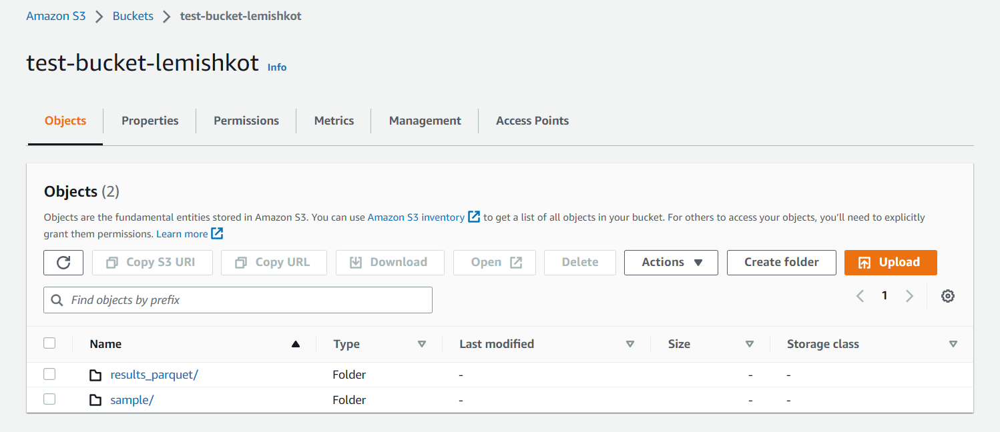 Amazon S3 > Buckets > test-bucket-lemishkot
test-bucket-lemishkot Info
Objects Properties Permissions Metrics Management Access Points
Objects (2)
Objects are the fundamental entities stored in Amazon S3. You can use Amazon S3 inventory to get a list of all objects in your bucket. For others to access your objects, you’ll need to explicitly
grant them permissions. Learn more
Copy S3 URI Copy URL Download Open Delete Actions Create folder Upload
Find objects by prefix 1
Name Type Last modified Size Storage class
results_parquet/ Folder - - -
sample/ Folder - - -